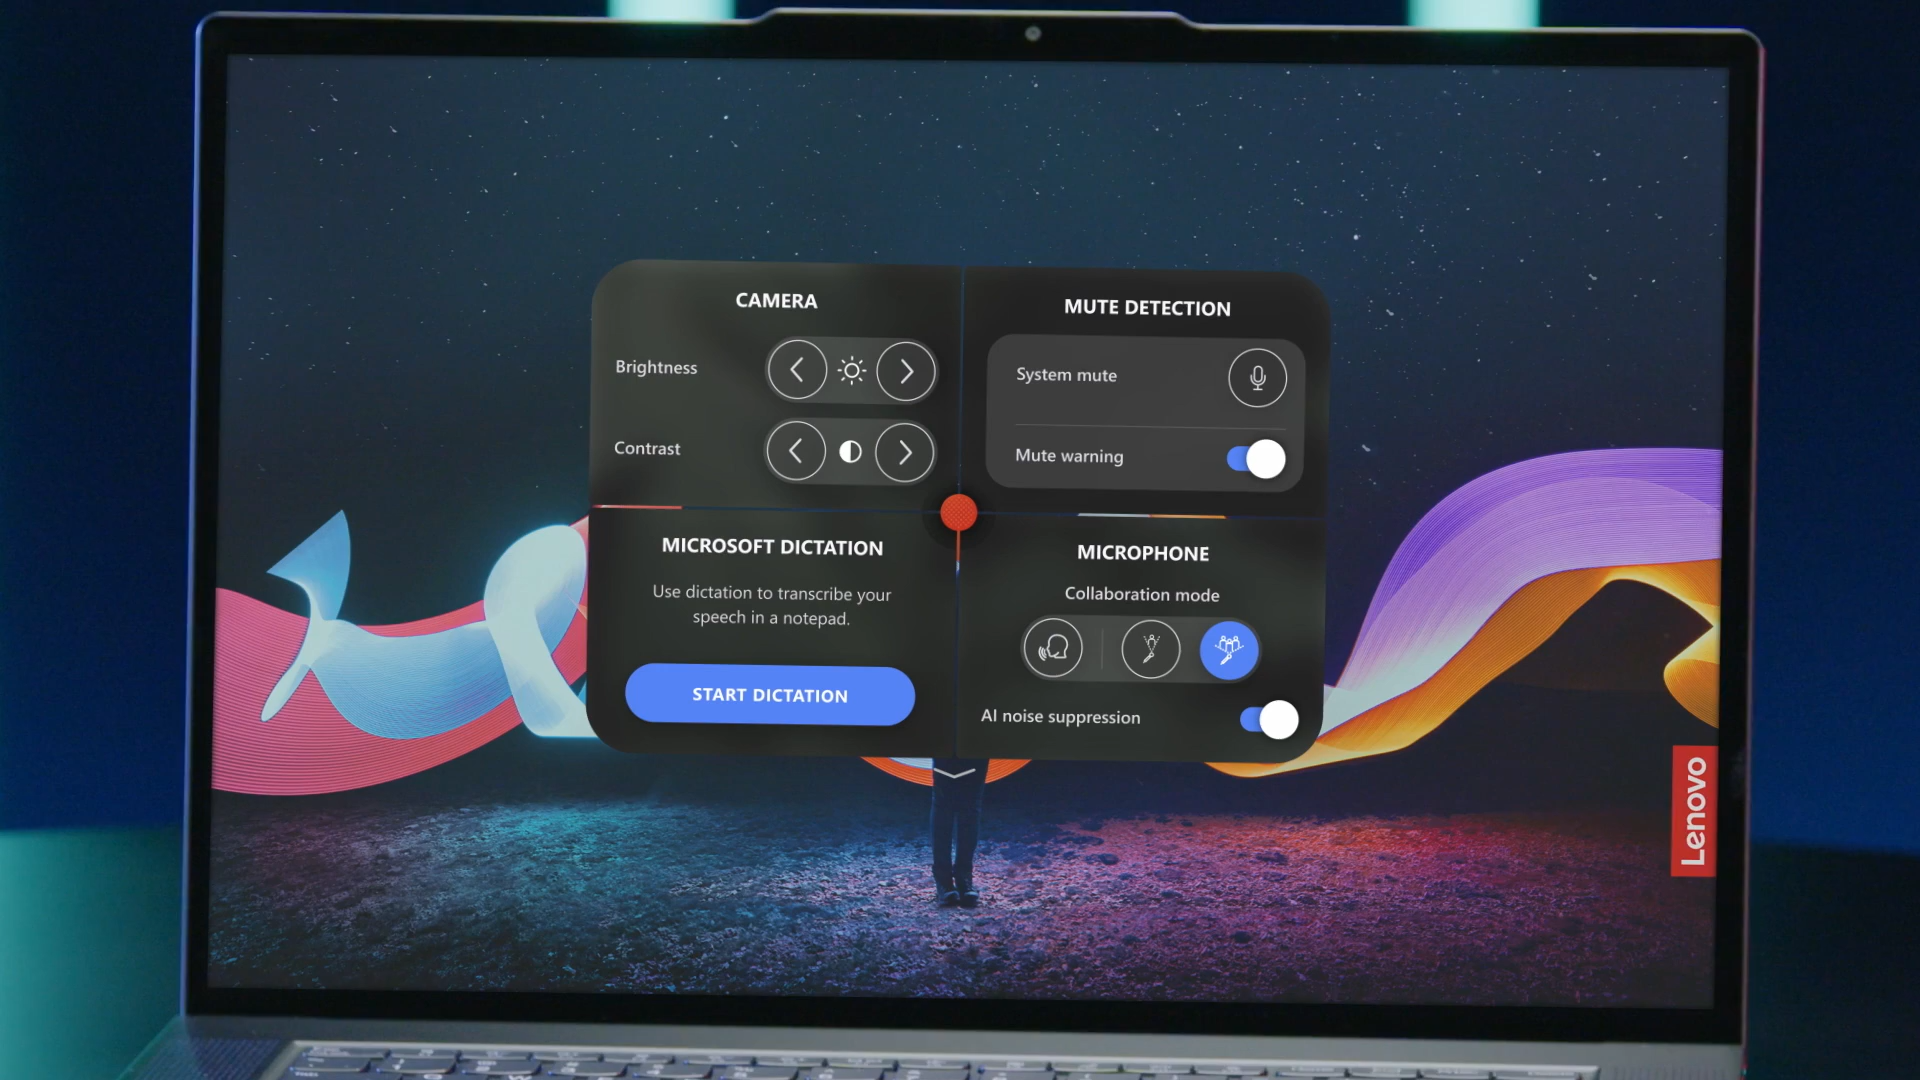 CAMERA
Brightness
Contrast
MUTE DETECTION
System mute
Mute warning
MICROSOFT DICTATION
Use dictation to transcribe your
speech in a notepad.
START DICTATION
MICROPHONE
Collaboration mode
AI noise suppression
Lenovo